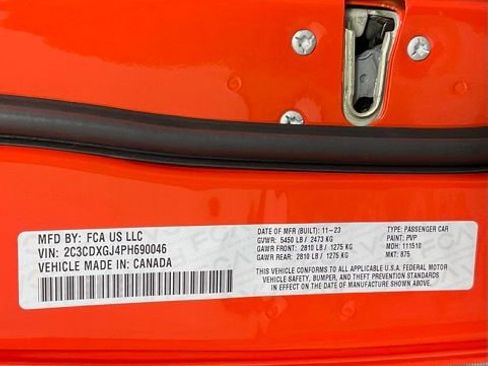 MFD BY: FCA US LLC
VIN: 2C3CDXGJ4PH690046
VEHICLE MADE IN: CANADA
DATE OF MFR (BUILT): 11-23
GVWR: 5450 LB / 2473 KG
GAWR FRONT: 2810 LB / 1275 KG
GAWR REAR: 2810 LB / 1275 KG
TYPE: PASSENGER CAR
PAINT: PVP
MDH: 111510
MKT: 875
THIS VEHICLE CONFORMS TO ALL APPLICABLE U.S.A. FEDERAL MOTOR
VEHICLE SAFETY, BUMPER, AND THEFT PREVENTION STANDARDS
IN EFFECT ON THE DATE OF MANUFACTURE SHOWN ABOVE.